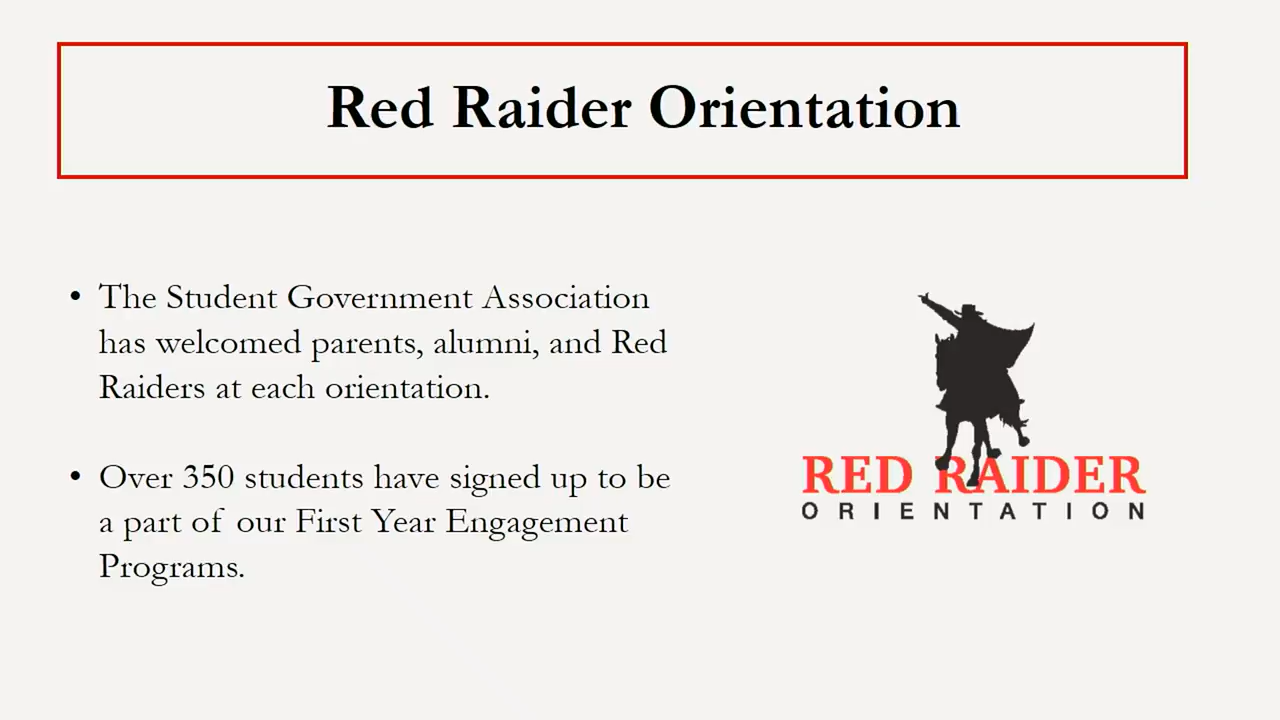 Red Raider Orientation
• The Student Government Association
has welcomed parents, alumni, and Red
Raiders at each orientation.
• Over 350 students have signed up to be
a part of our First Year Engagement
Programs.
RED RAIDER
ORIENTATION